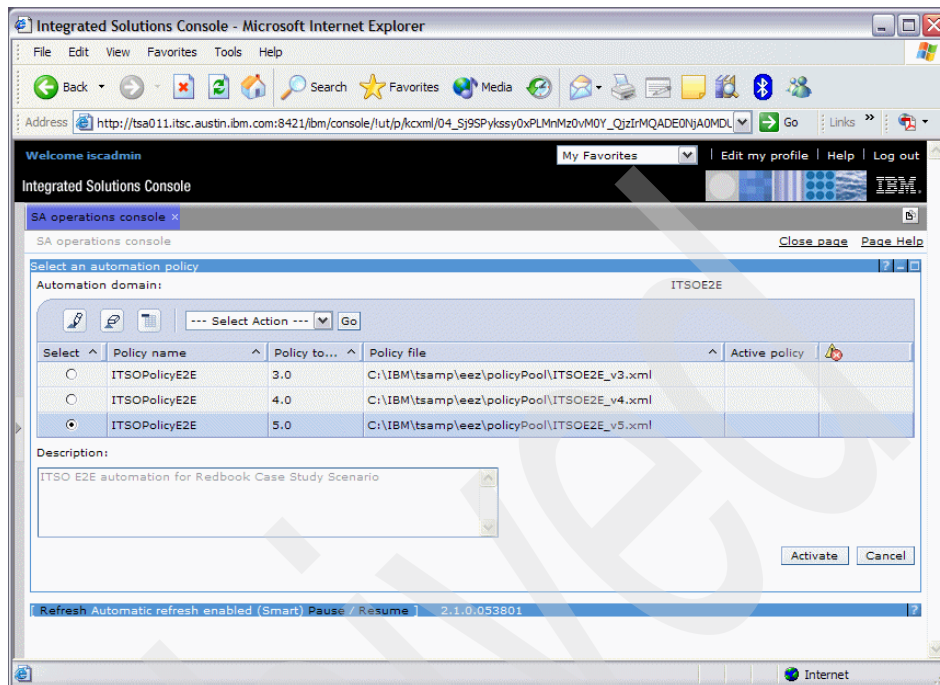 Integrated Solutions Console - Microsoft Internet Explorer
File Edit View Favorites Tools Help
Back Search Favorites Media
Address http://tsa011.itsc.austin.ibm.com:8421/ibm/console/!ut/p/kcxml/04_Sj9SPykssy0xPLMnMz0vM0Y_QjzIrMQADE0NjA0MDL Go Links »
Welcome iscadmin My Favorites Edit my profile Help Log out
Integrated Solutions Console IBM.
SA operations console ×
SA operations console Close page Page Help
Select an automation policy ?
Automation domain: ITSOE2E
--- Select Action --- Go
Select Policy name Policy to... Policy file Active policy
ITSOPolicyE2E 3.0 C:\IBM\tsamp\eez\policyPool\ITSOE2E_v3.xml
ITSOPolicyE2E 4.0 C:\IBM\tsamp\eez\policyPool\ITSOE2E_v4.xml
ITSOPolicyE2E 5.0 C:\IBM\tsamp\eez\policyPool\ITSOE2E_v5.xml
Description:
ITSO E2E automation for Redbook Case Study Scenario
Activate Cancel
[ Refresh Automatic refresh enabled (Smart) Pause / Resume ] 2.1.0.053801 ?
Internet